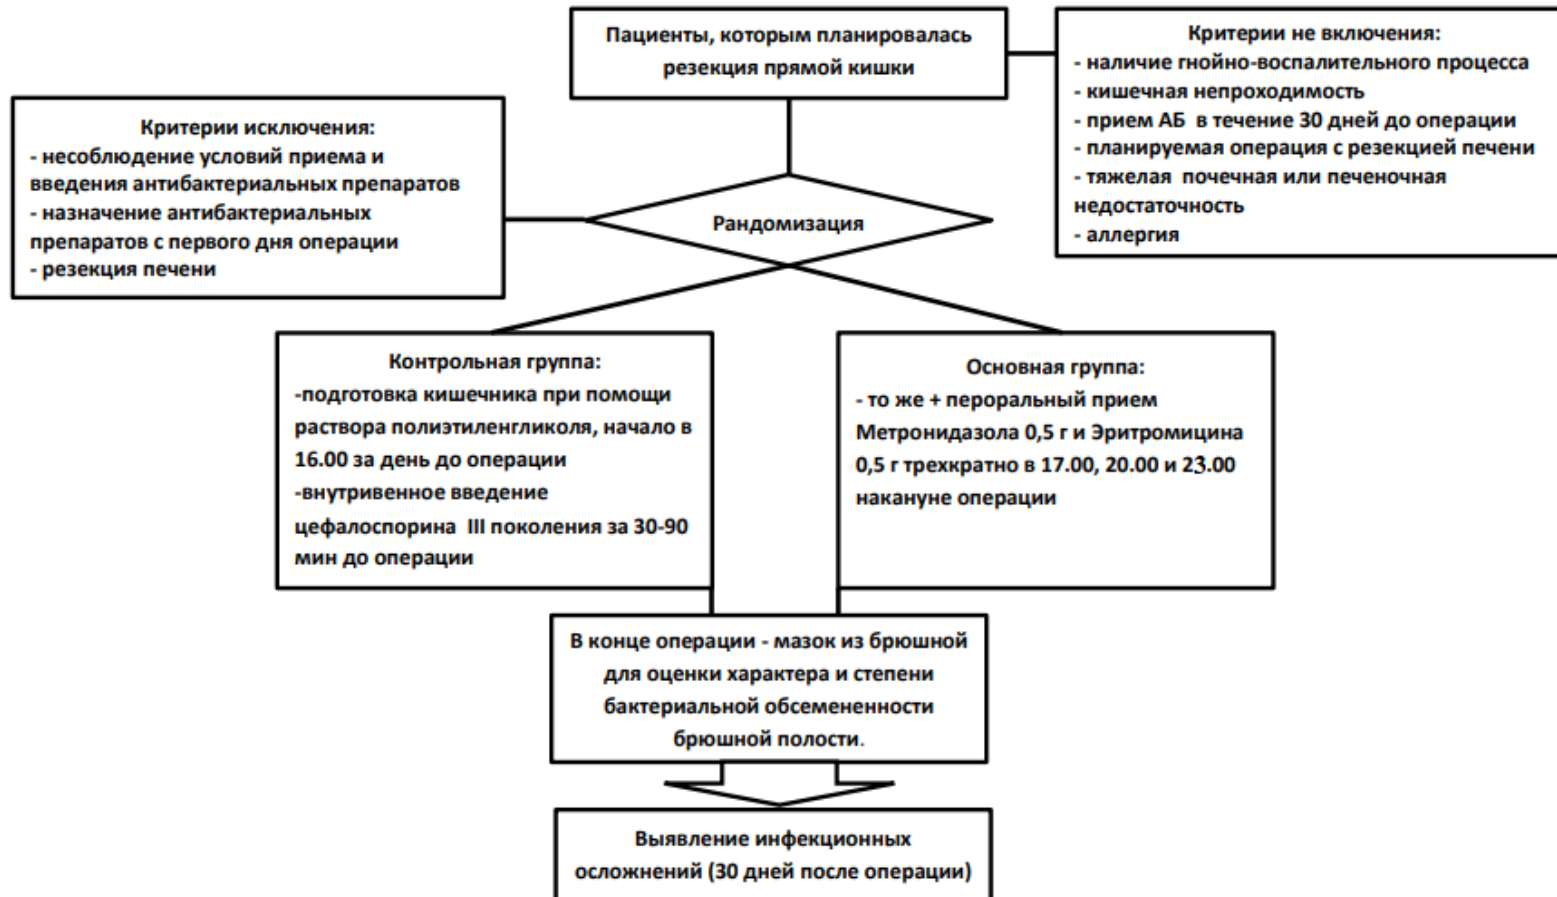 Пациенты, которым планировалась
резекция прямой кишки
Критерии не включения:
- наличие гнойно-воспалительного процесса
- кишечная непроходимость
- прием АБ в течение 30 дней до операции
- планируемая операция с резекцией печени
- тяжелая почечная или печеночная
недостаточность
- аллергия
Критерии исключения:
- несоблюдение условий приема и
введения антибактериальных препаратов
- назначение антибактериальных
препаратов с первого дня операции
- резекция печени
Рандомизация
Контрольная группа:
-подготовка кишечника при помощи
раствора полиэтиленгликоля, начало в
16.00 за день до операции
-внутривенное введение
цефалоспорина III поколения за 30-90
мин до операции
Основная группа:
- то же + пероральный прием
Метронидазола 0,5 г и Эритромицина
0,5 г трехкратно в 17.00, 20.00 и 23.00
накануне операции
В конце операции - мазок из брюшной
для оценки характера и степени
бактериальной обсемененности
брюшной полости.
Выявление инфекционных
осложнений (30 дней после операции)